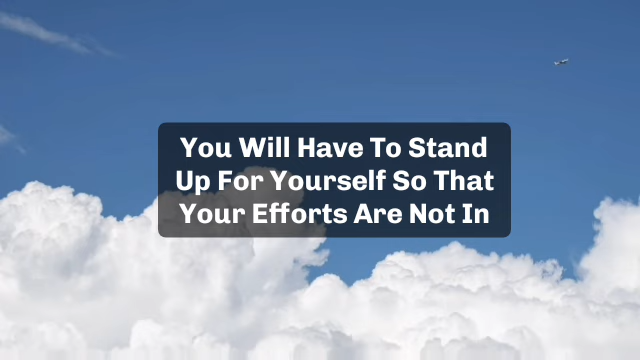 You Will Have To Stand
Up For Yourself So That
Your Efforts Are Not In